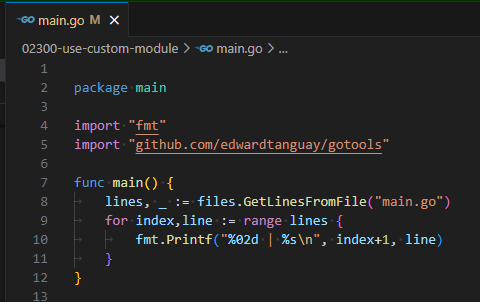 main.go M
02300-use-custom-module > main.go > ...
1
2 package main
3
4 import "fmt"
5 import "github.com/edwardtanguay/gotools"
6
7 func main() {
8 lines, _ := files.GetLinesFromFile("main.go")
9 for index,line := range lines {
10 fmt.Printf("%02d | %s\n", index+1, line)
11 }
12 }
13